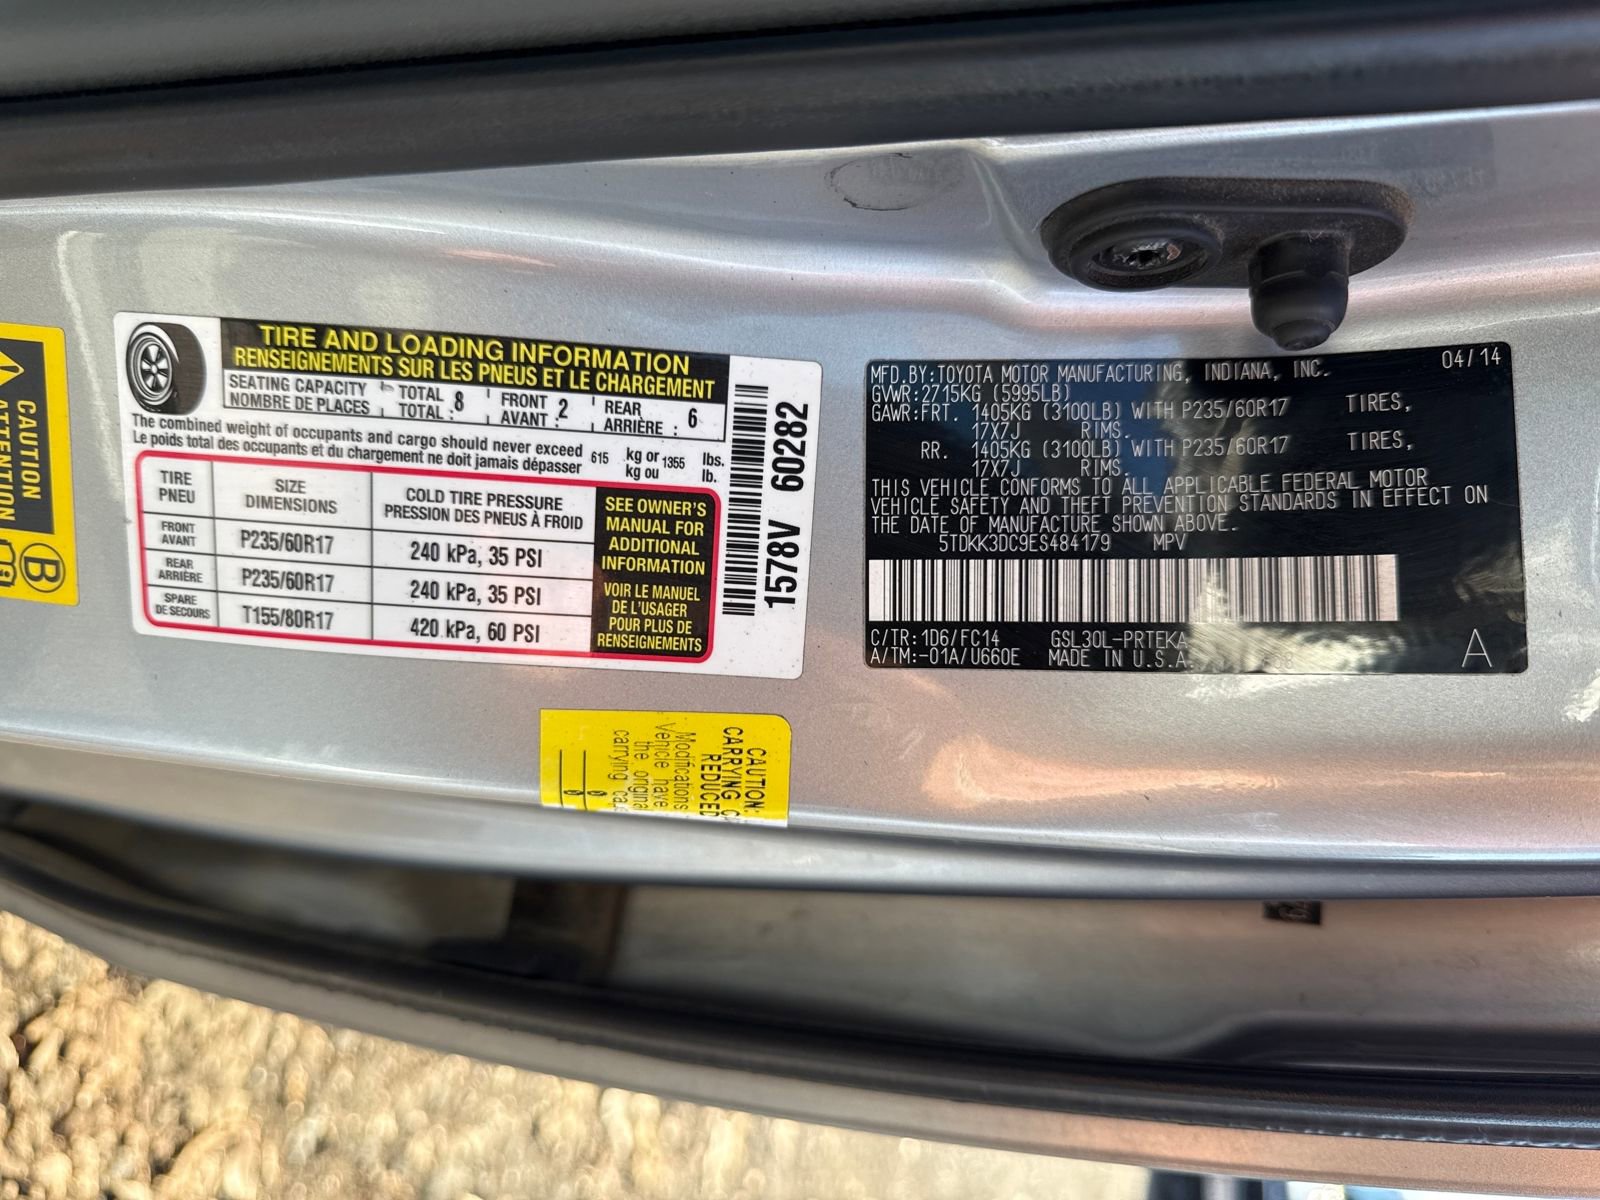 CAUTION
ATTENTION
B
TIRE AND LOADING INFORMATION
RENSEIGNEMENTS SUR LES PNEUS ET LE CHARGEMENT
SEATING CAPACITY
NOMBRE DE PLACES
TOTAL
TOTAL : 8
FRONT
AVANT : 2
REAR
ARRIÈRE : 6
The combined weight of occupants and cargo should never exceed 615 kg or 1355 lbs.
Le poids total des occupants et du chargement ne doit jamais dépasser kg ou lb.
TIRE
PNEU
SIZE
DIMENSIONS
COLD TIRE PRESSURE
PRESSION DES PNEUS À FROID
FRONT
AVANT
P235/60R17
240 kPa, 35 PSI
REAR
ARRIÈRE
P235/60R17
240 kPa, 35 PSI
SPARE
DE SECOURS
T155/80R17
420 kPa, 60 PSI
SEE OWNER'S
MANUAL FOR
ADDITIONAL
INFORMATION
VOIR LE MANUEL
DE L'USAGER
POUR PLUS DE
RENSEIGNEMENTS
1578V 60282
MFD.BY:TOYOTA MOTOR MANUFACTURING, INDIANA, INC. 04/14
GVWR:2715KG (5995LB)
GAWR:FRT. 1405KG (3100LB) WITH P235/60R17 TIRES,
17X7J RIMS.
RR. 1405KG (3100LB) WITH P235/60R17 TIRES,
17X7J RIMS.
THIS VEHICLE CONFORMS TO ALL APPLICABLE FEDERAL MOTOR
VEHICLE SAFETY AND THEFT PREVENTION STANDARDS IN EFFECT ON
THE DATE OF MANUFACTURE SHOWN ABOVE.
5TDKK3DC9ES484179 MPV
C/TR:1D6/FC14 GSL30L-PRTEKA
A/TM:-01A/U660E MADE IN U.S.A. A
CAUTION:
CARRYING
REDUCED
Modifications
Vehicle have
the origina
carrying ca